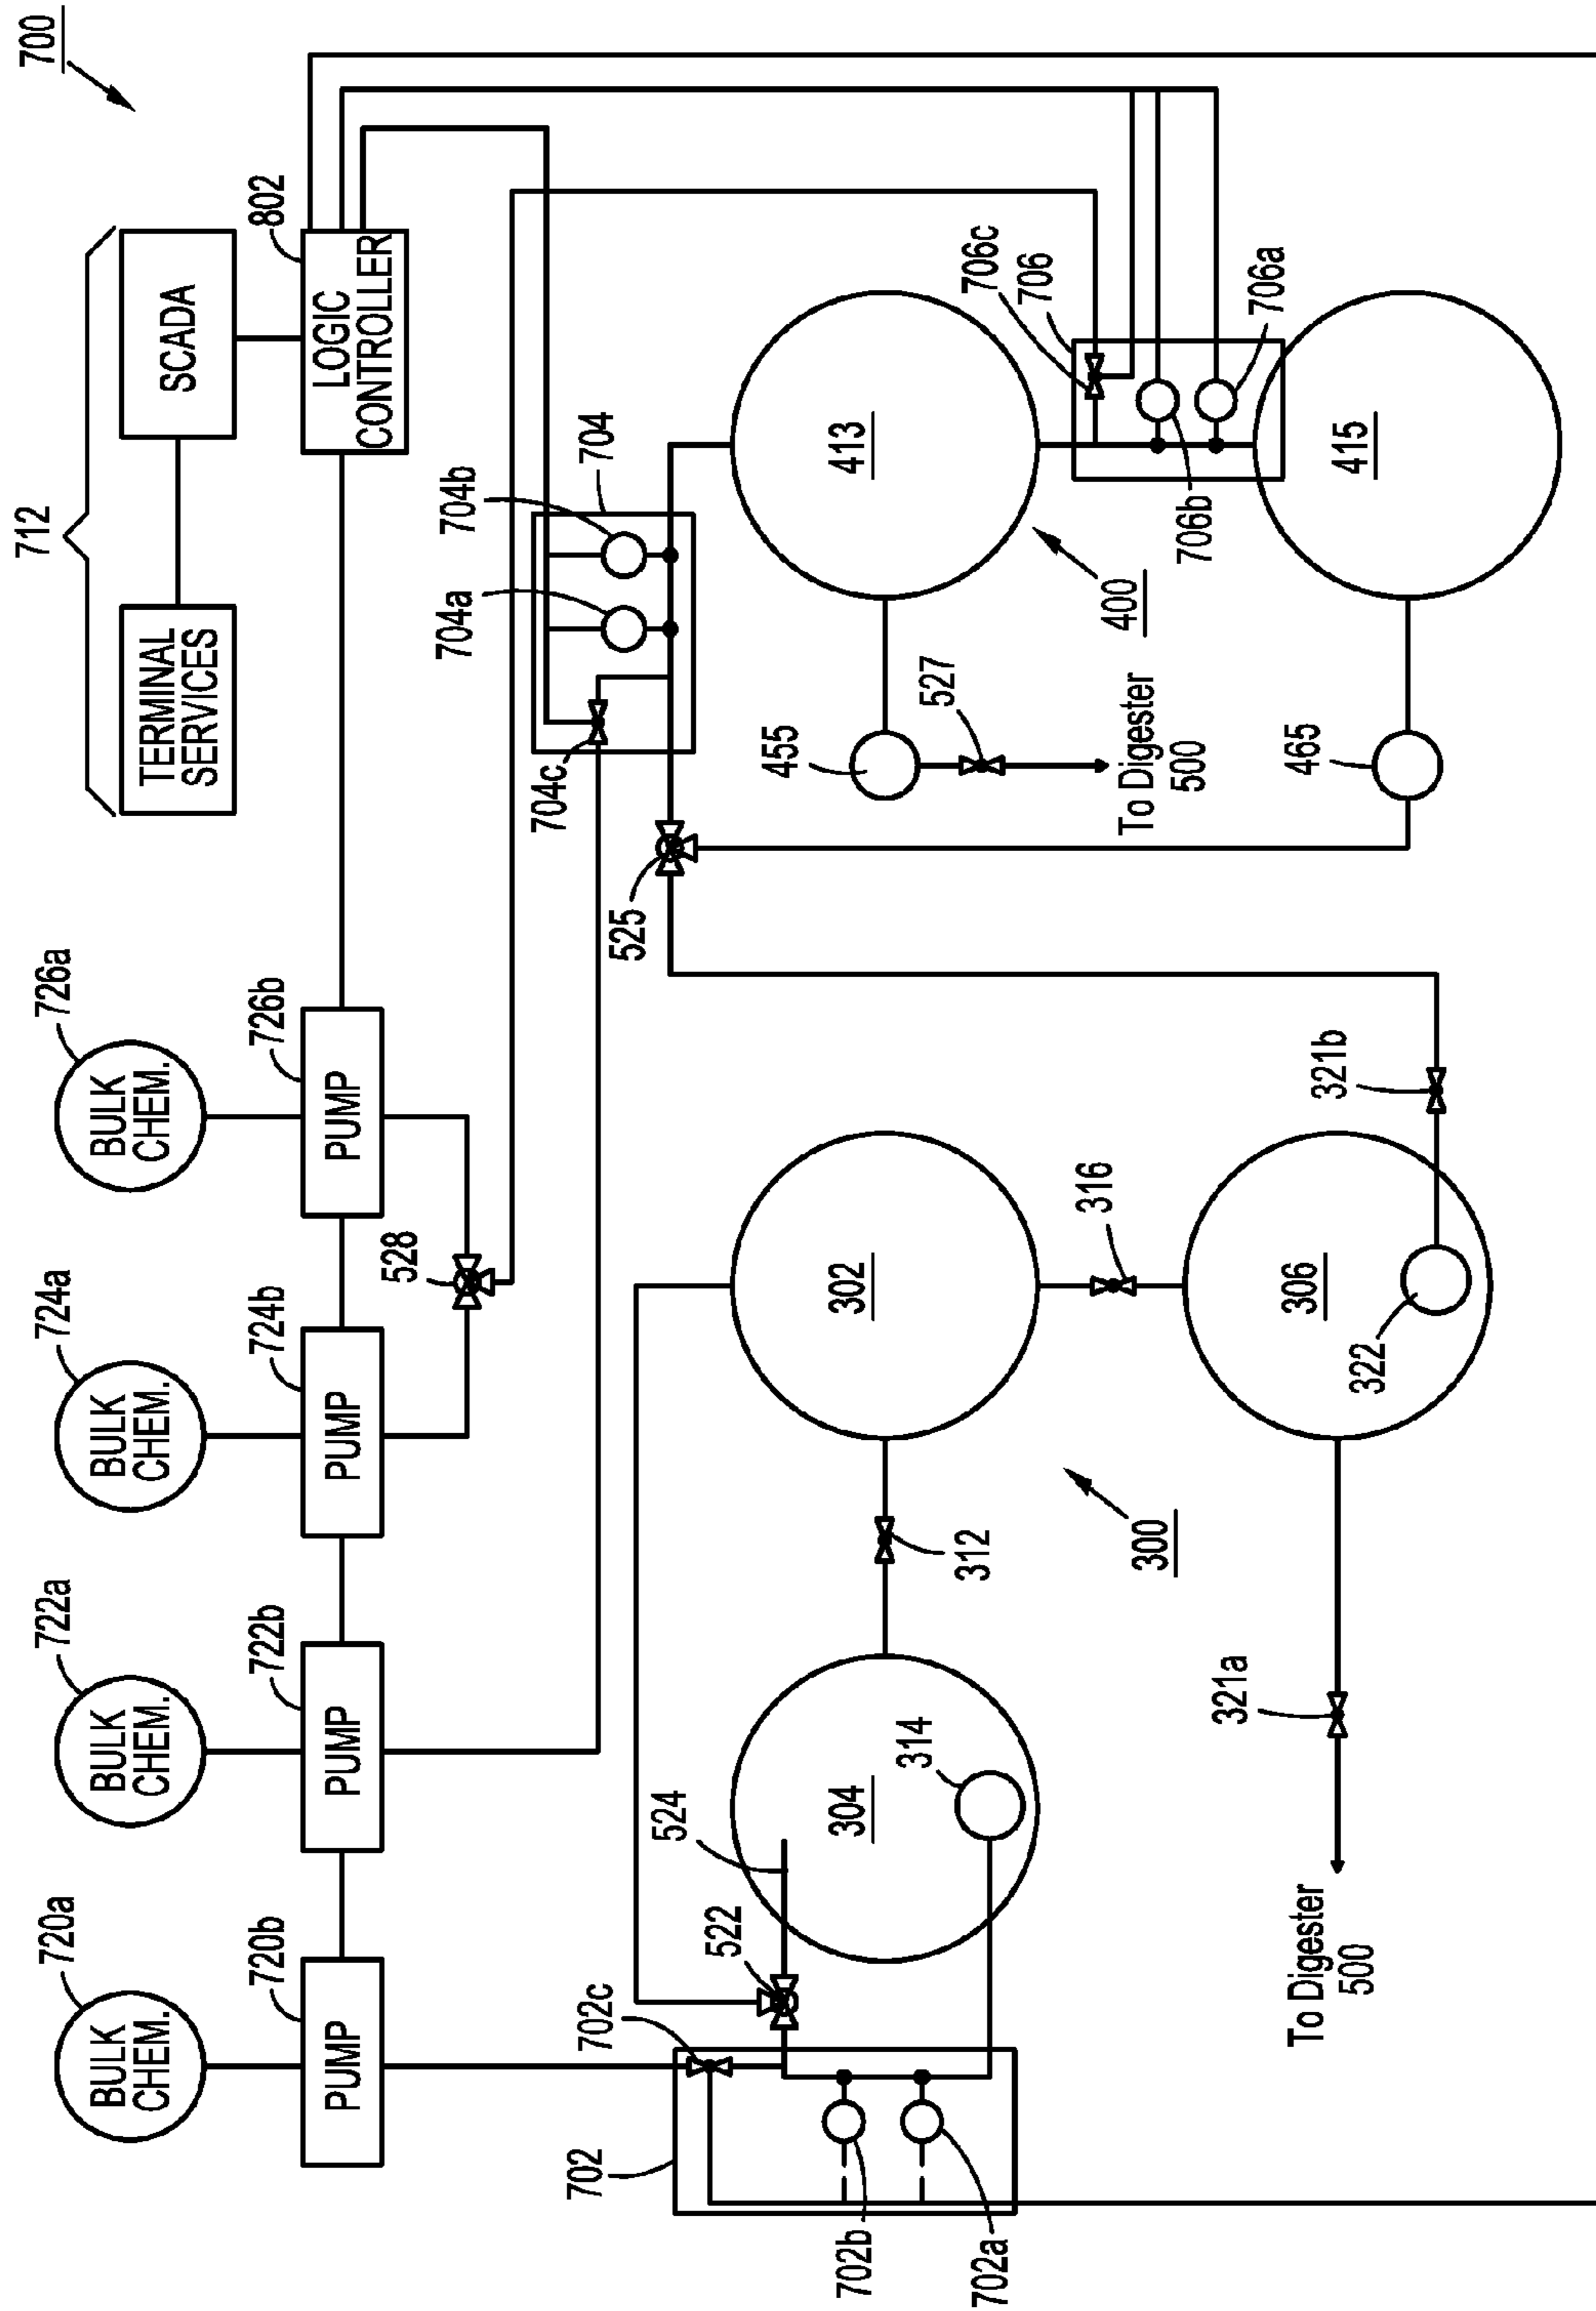 700
712
TERMINAL
SERVICES
SCADA
802
LOGIC
CONTROLLER
720a
BULK
CHEM.
722a
BULK
CHEM.
724a
BULK
CHEM.
726a
BULK
CHEM.
720b
PUMP
722b
PUMP
724b
PUMP
726b
PUMP
528
704a
704b
704c
704
525
702
702c
522
524
304
314
702b
702a
312
302
316
300
306
322
321a
321b
To Digester
500
413
455
527
To Digester
500
400
465
415
706c
706
706b
706a